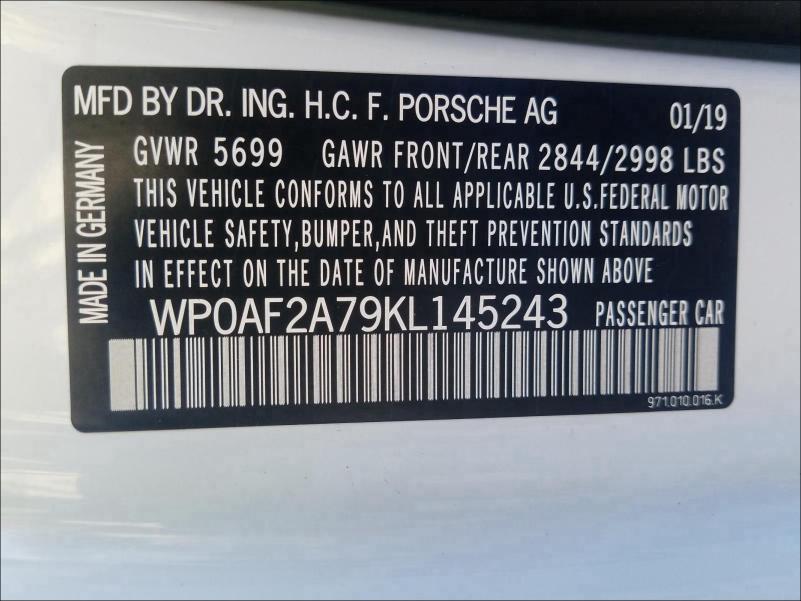 MFD BY DR. ING. H.C. F. PORSCHE AG 01/19
GVWR 5699 GAWR FRONT/REAR 2844/2998 LBS
THIS VEHICLE CONFORMS TO ALL APPLICABLE U.S.FEDERAL MOTOR
VEHICLE SAFETY,BUMPER,AND THEFT PREVENTION STANDARDS
IN EFFECT ON THE DATE OF MANUFACTURE SHOWN ABOVE
MADE IN GERMANY
WP0AF2A79KL145243 PASSENGER CAR
971.010.016.K